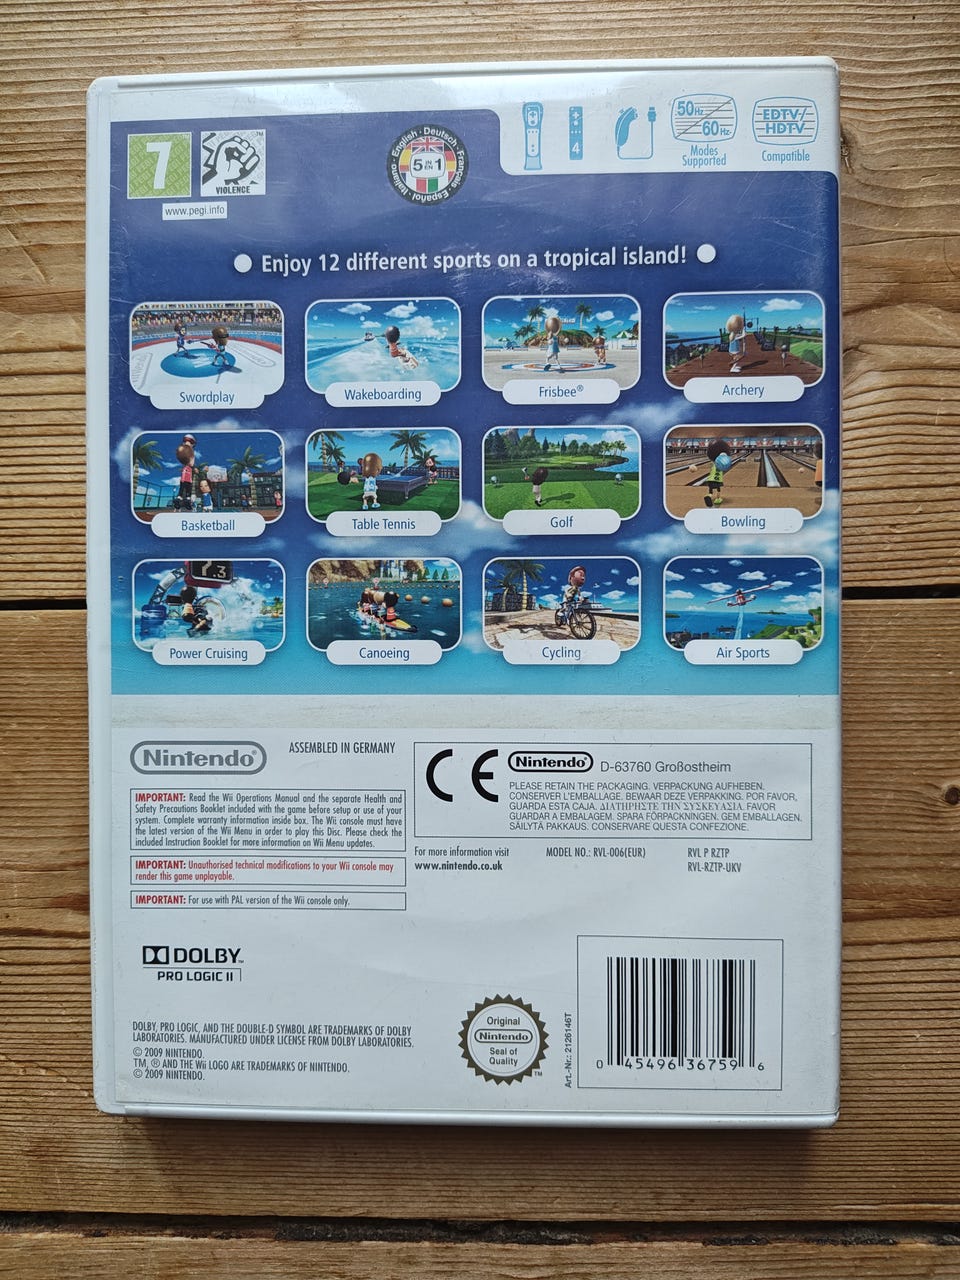 7
VIOLENCE
www.pegi.info
English · Deutsch · Français · Español · Italiano
5 IN EN 1
4
50Hz
60Hz
Modes
Supported
EDTV/
HDTV
Compatible
Enjoy 12 different sports on a tropical island!
Swordplay
Wakeboarding
Frisbee®
Archery
Basketball
Table Tennis
Golf
Bowling
7.3
Power Cruising
Canoeing
Cycling
Air Sports
Nintendo®
ASSEMBLED IN GERMANY
IMPORTANT: Read the Wii Operations Manual and the separate Health and
Safety Precautions Booklet included with the game before setup or use of your
system. Complete warranty information inside box. The Wii console must have
the latest version of the Wii Menu in order to play this Disc. Please check the
included Instruction Booklet for more information on Wii Menu updates.
IMPORTANT: Unauthorised technical modifications to your Wii console may
render this game unplayable.
IMPORTANT: For use with PAL version of the Wii console only.
CE Nintendo® D-63760 Großostheim
PLEASE RETAIN THE PACKAGING. VERPACKUNG AUFHEBEN.
CONSERVER L'EMBALLAGE. BEWAAR DEZE VERPAKKING. POR FAVOR,
GUARDA ESTA CAJA. ΔΙΑΤΗΡΗΣΤΕ ΤΗΝ ΣΥΣΚΕΥΑΣΙΑ. FAVOR
GUARDAR A EMBALAGEM. SPARA FÖRPACKNINGEN. GEM EMBALLAGEN.
SÄILYTÄ PAKKAUS. CONSERVARE QUESTA CONFEZIONE.
For more information visit
www.nintendo.co.uk
MODEL NO.: RVL-006(EUR)
RVL P RZTP
RVL-RZTP-UKV
DOLBY™
PRO LOGIC II
DOLBY, PRO LOGIC, AND THE DOUBLE-D SYMBOL ARE TRADEMARKS OF DOLBY
LABORATORIES. MANUFACTURED UNDER LICENSE FROM DOLBY LABORATORIES.
© 2009 NINTENDO.
TM, ® AND THE Wii LOGO ARE TRADEMARKS OF NINTENDO.
© 2009 NINTENDO.
Original
Nintendo
Seal of
Quality
TM
Art.-Nr.: 2126146T
0 45496 36759 6